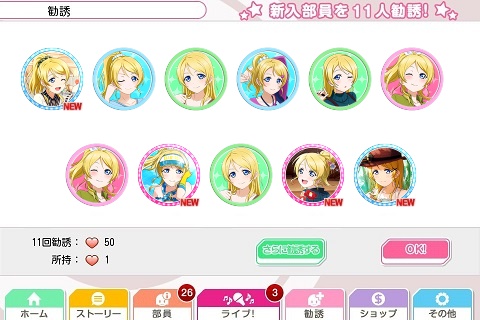 勧誘
新入部員を11人勧誘!
NEW
NEW
NEW
NEW
11回勧誘: 50
所持: 1
さらに勧誘する
OK!
26
3
ホーム
ストーリー
部員
ライブ!
勧誘
ショップ
その他